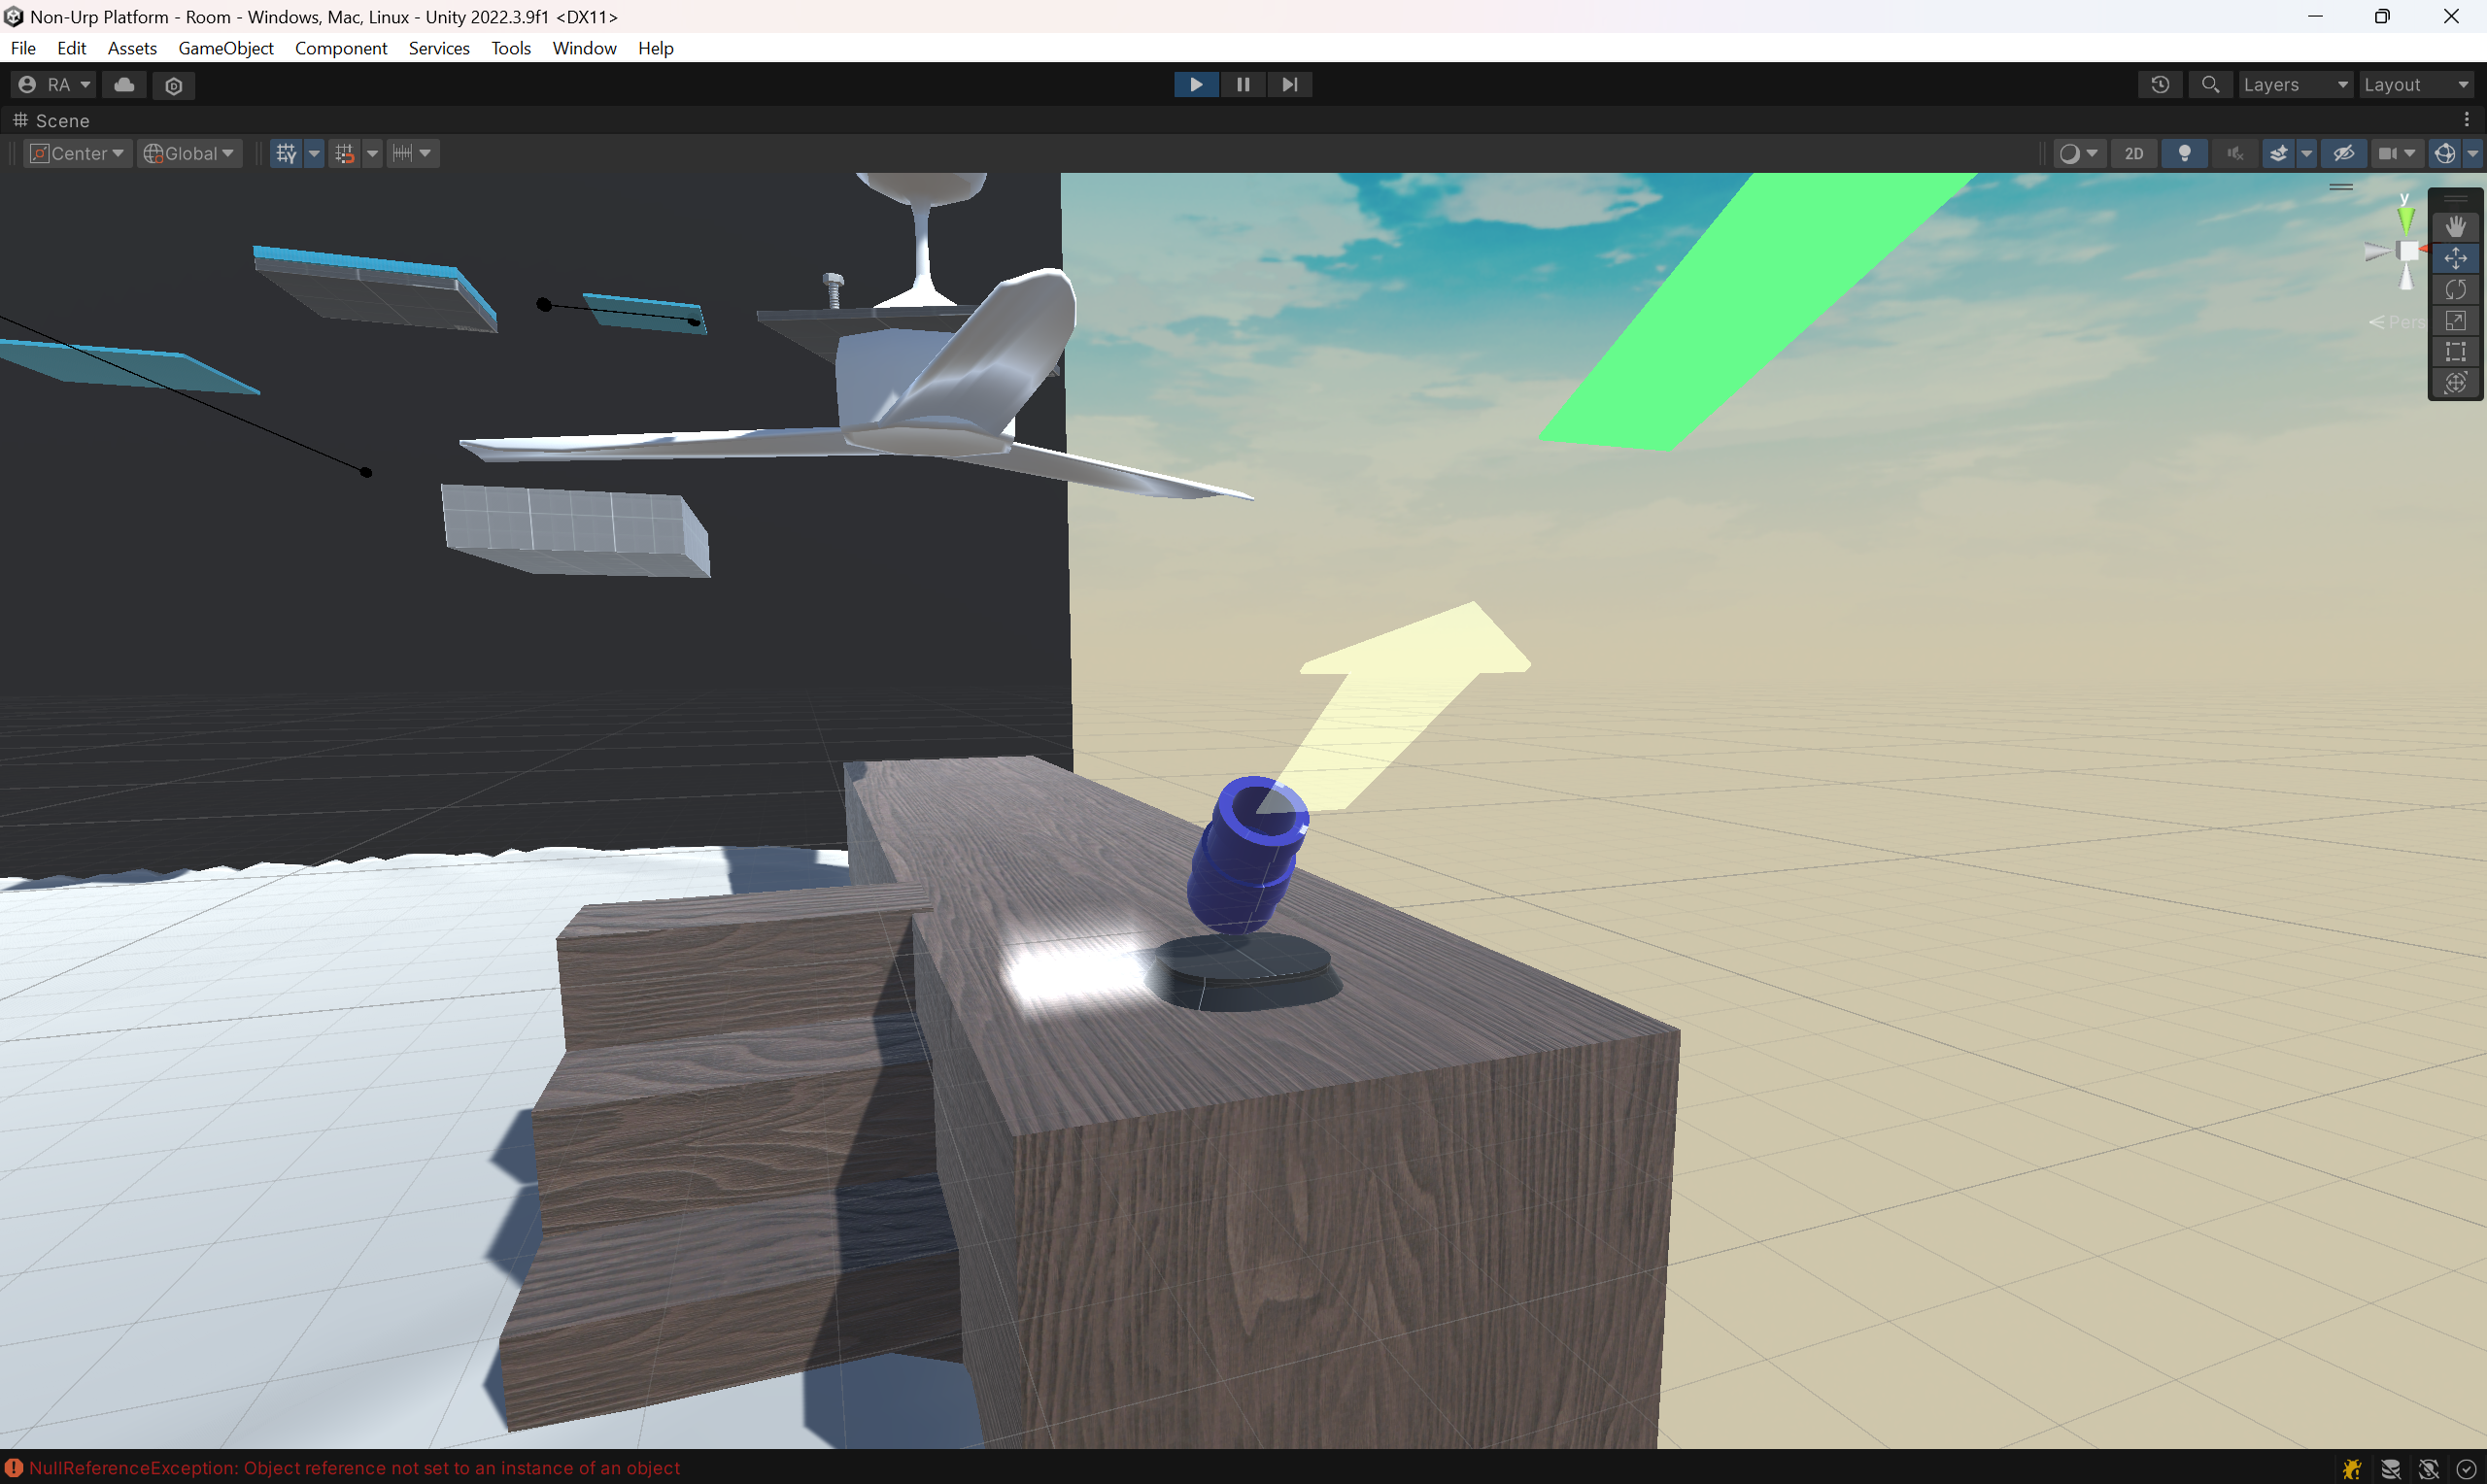 Non-Urp Platform - Room - Windows, Mac, Linux - Unity 2022.3.9f1 <DX11>
File Edit Assets GameObject Component Services Tools Window Help
RA Layers Layout
Scene
Center Global 2D
y
Pers
NullReferenceException: Object reference not set to an instance of an object